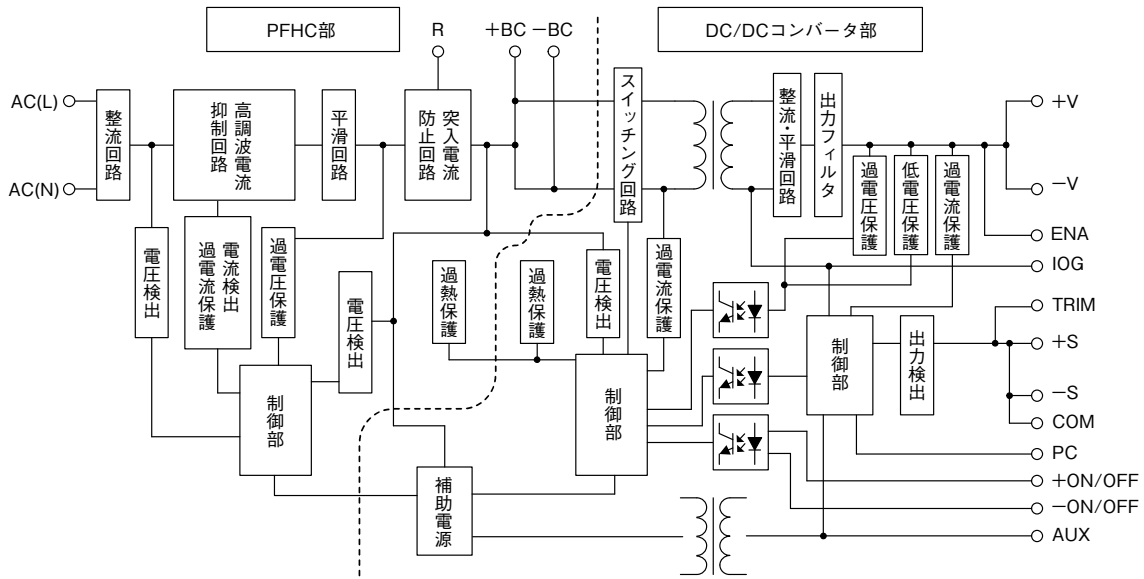 PFHC部
R
+BC
−BC
DC/DCコンバータ部
AC(L)
AC(N)
整流回路
高調波電流
抑制回路
平滑回路
突入電流
防止回路
スイッチング回路
整流・平滑回路
出力フィルタ
+V
−V
ENA
IOG
TRIM
+S
−S
COM
PC
+ON/OFF
−ON/OFF
AUX
過電圧保護
低電圧保護
過電流保護
電圧検出
電流検出
過電流保護
過電圧保護
電圧検出
過熱保護
過熱保護
電圧検出
過電流保護
制御部
制御部
制御部
出力検出
補助電源